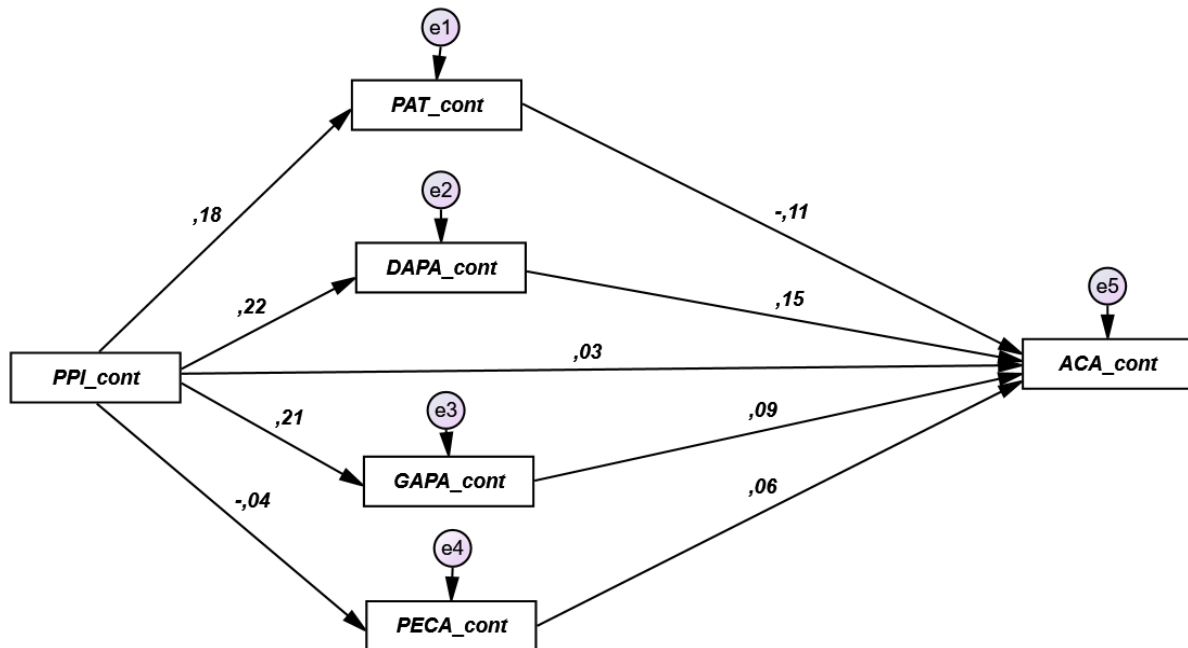 e1
PAT_cont
e2
,18
-,11
DAPA_cont
e5
,22
,15
,03
PPI_cont
ACA_cont
e3
,21
,09
GAPA_cont
-,04
,06
e4
PECA_cont